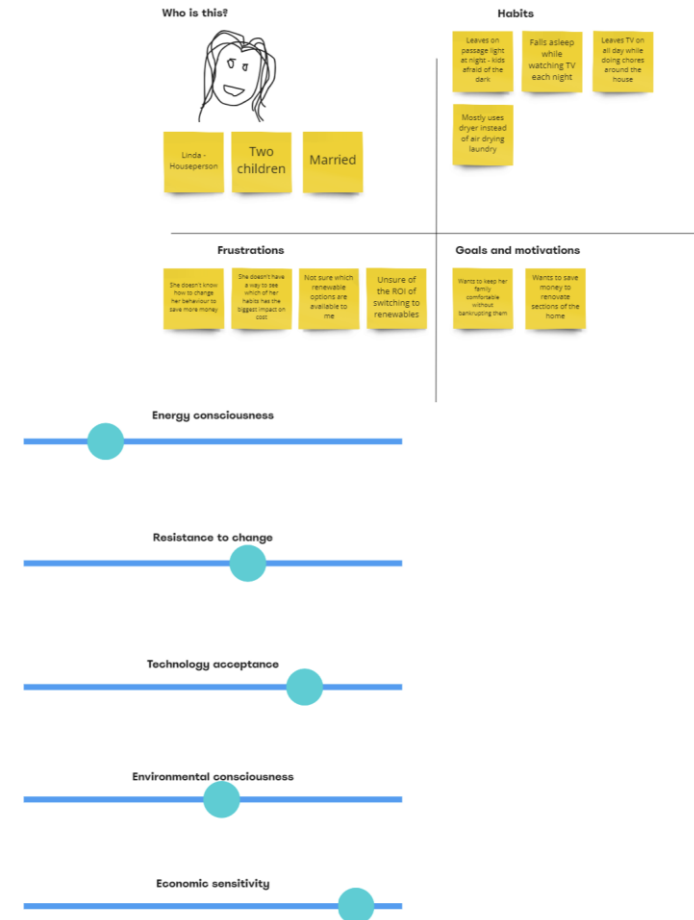 Who is this?
Linda -
Houseperson
Two
children
Married
Habits
Leaves on
passage light
at night - kids
afraid of the
dark
Falls asleep
while
watching TV
each night
Leaves TV on
all day while
doing chores
around the
house
Mostly uses
dryer instead
of air drying
laundry
Frustrations
She doesn't know
how to change
her behaviour to
save more money
She doesn't have
a way to see
which of her
habits has the
biggest impact on
cost
Not sure which
renewable
options are
available to
me
Unsure of
the ROI of
switching to
renewables
Goals and motivations
Wants to keep her
family
comfortable
without
bankrupting them
Wants to save
money to
renovate
sections of the
home
Energy consciousness
Resistance to change
Technology acceptance
Environmental consciousness
Economic sensitivity